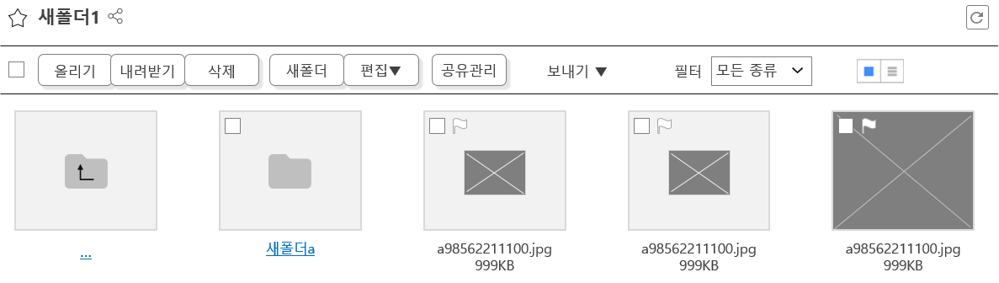 새폴더1
올리기 내려받기 삭제 새폴더 편집▼ 공유관리 보내기 ▼ 필터 모든 종류
... 새폴더a a98562211100.jpg a98562211100.jpg a98562211100.jpg
999KB 999KB 999KB